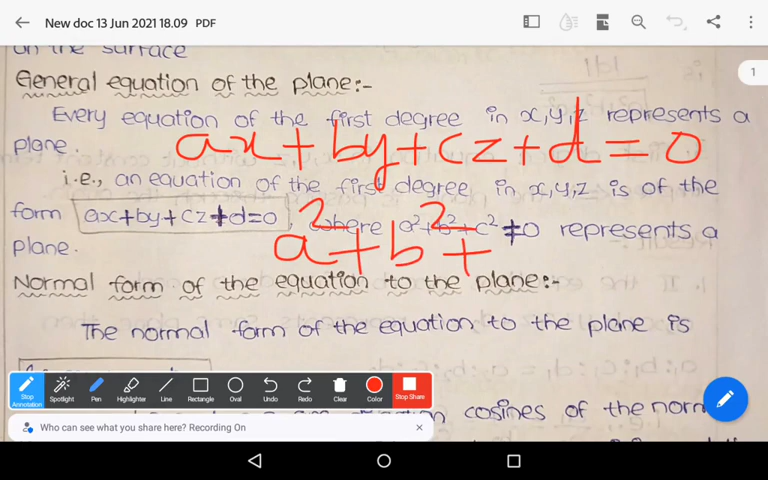 New doc 13 Jun 2021 18.09 PDF
on the surface
General equation of the plane:-
1
Every equation of the first degree in x,y,z represents a
plane.
ax+by+cz+d=0
i.e., an equation of the first degree in x,y,z is of the
form ax+by+cz+d=0, where a²+b²+c²≠0 represents a
a²+b²+
plane.
Normal form of the equation to the plane:-
The normal form of the equation to the plane is
Stop Annotation Spotlight Pen Highlighter Line Rectangle Oval Undo Redo Clear Color Stop Share
cosines of the norm
Who can see what you share here? Recording On